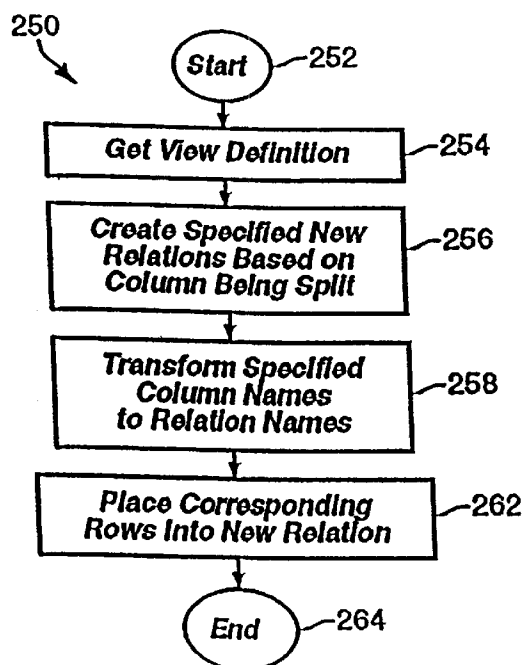 250
Start
252
Get View Definition
254
Create Specified New
Relations Based on
Column Being Split
256
Transform Specified
Column Names
to Relation Names
258
Place Corresponding
Rows Into New Relation
262
End
264